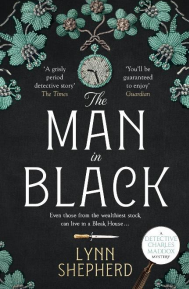 'A grisly
period
detective story'
The Times
'You'll be
guaranteed
to enjoy'
Guardian
The
MAN
in
BLACK
Even those from the wealthiest stock
can live in a Bleak House...
LYNN
SHEPHERD
A
DETECTIVE
CHARLES
MADDOX
MYSTERY